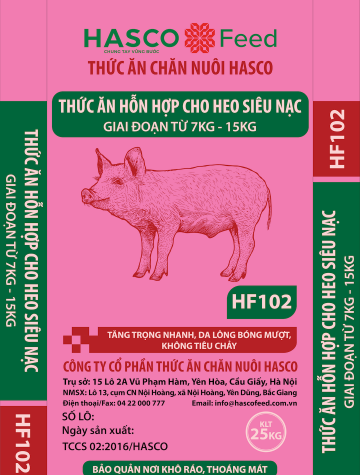 HASCO Feed
CHUNG TAY VỮNG BƯỚC
THỨC ĂN CHĂN NUÔI HASCO
THỨC ĂN HỖN HỢP CHO HEO SIÊU NẠC
GIAI ĐOẠN TỪ 7KG - 15KG
HF102
TĂNG TRỌNG NHANH, DA LÔNG BÓNG MƯỢT,
KHÔNG TIÊU CHẢY
CÔNG TY CỔ PHẦN THỨC ĂN CHĂN NUÔI HASCO
Trụ sở: 15 Lô 2A Vũ Phạm Hàm, Yên Hòa, Cầu Giấy, Hà Nội
NMSX: Lô 13, cụm CN Nội Hoàng, xã Nội Hoàng, Yên Dũng, Bắc Giang
Điện thoại/Fax: 04 22 000 777 Email: info@hascofeed.com.vn
SỐ LÔ:
Ngày sản xuất:
TCCS 02:2016/HASCO
KLT
25KG
BẢO QUẢN NƠI KHÔ RÁO, THOÁNG MÁT
THỨC ĂN HỖN HỢP CHO HEO SIÊU NẠC
GIAI ĐOẠN TỪ 7KG - 15KG
HF102
HF102
THỨC ĂN HỖN HỢP CHO HEO SIÊU NẠC
GIAI ĐOẠN TỪ 7KG - 15KG